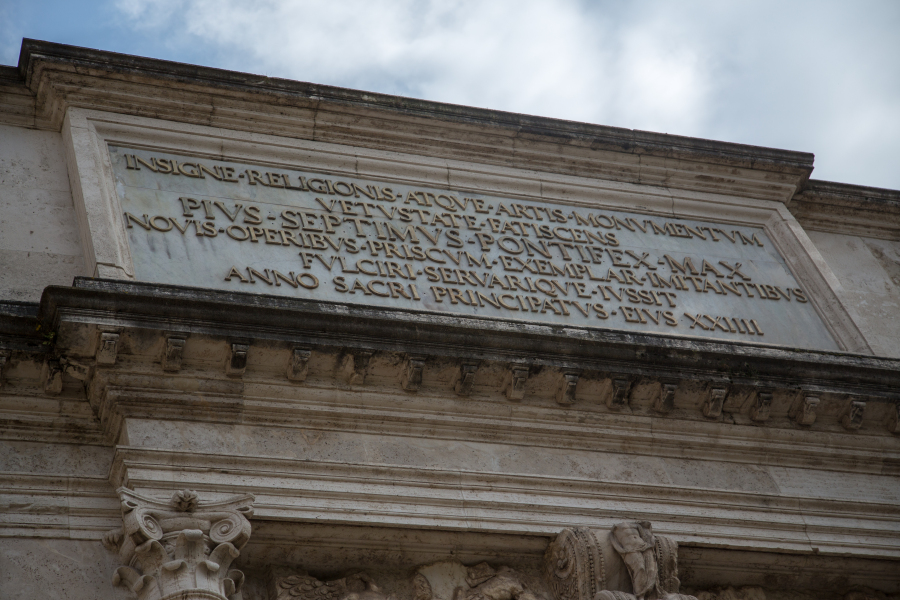 INSIGNE·RELIGIONIS·ATQVE·ARTIS·MONVMENTVM
VETVSTATE·FATISCENS
PIVS·SEPTIMVS·PONTIFEX·MAX
NOVIS·OPERIBVS·PRISCVM·EXEMPLAR·IMITANTIBVS
FVLCIRI·SERVARIQVE·IVSSIT
ANNO SACRI PRINCIPATVS·EIVS XXIIII